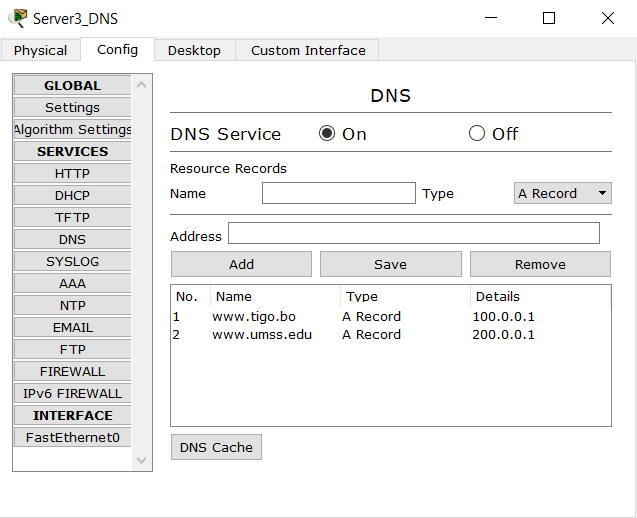 Server3_DNS
Physical Config Desktop Custom Interface
GLOBAL
Settings
Algorithm Settings
SERVICES
HTTP
DHCP
TFTP
DNS
SYSLOG
AAA
NTP
EMAIL
FTP
FIREWALL
IPv6 FIREWALL
INTERFACE
FastEthernet0
DNS
DNS Service On Off
Resource Records
Name Type A Record
Address
Add Save Remove
No. Name Type Details
1 www.tigo.bo A Record 100.0.0.1
2 www.umss.edu A Record 200.0.0.1
DNS Cache